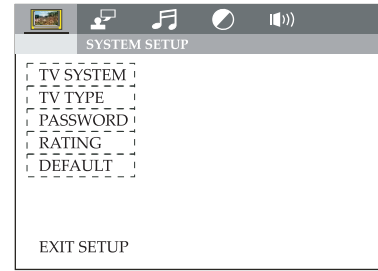 SYSTEM SETUP
TV SYSTEM
TV TYPE
PASSWORD
RATING
DEFAULT
EXIT SETUP